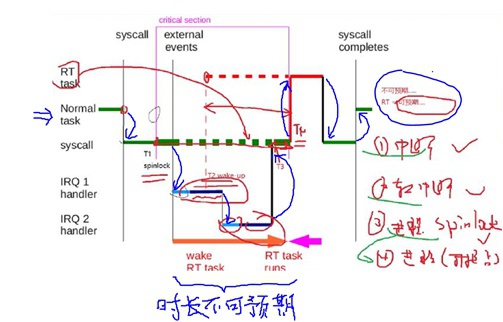 critical section
syscall
external
events
syscall
completes
RT
task
Normal
task
syscall
IRQ 1
handler
IRQ 2
handler
T1
spinlock
T2 wake up
T3
T4
wake
RT task
RT task
runs
不可预期
RT 可预期
① 中断
② 软中断
③ 进程 spinlock
④ 进程
时长不可预期